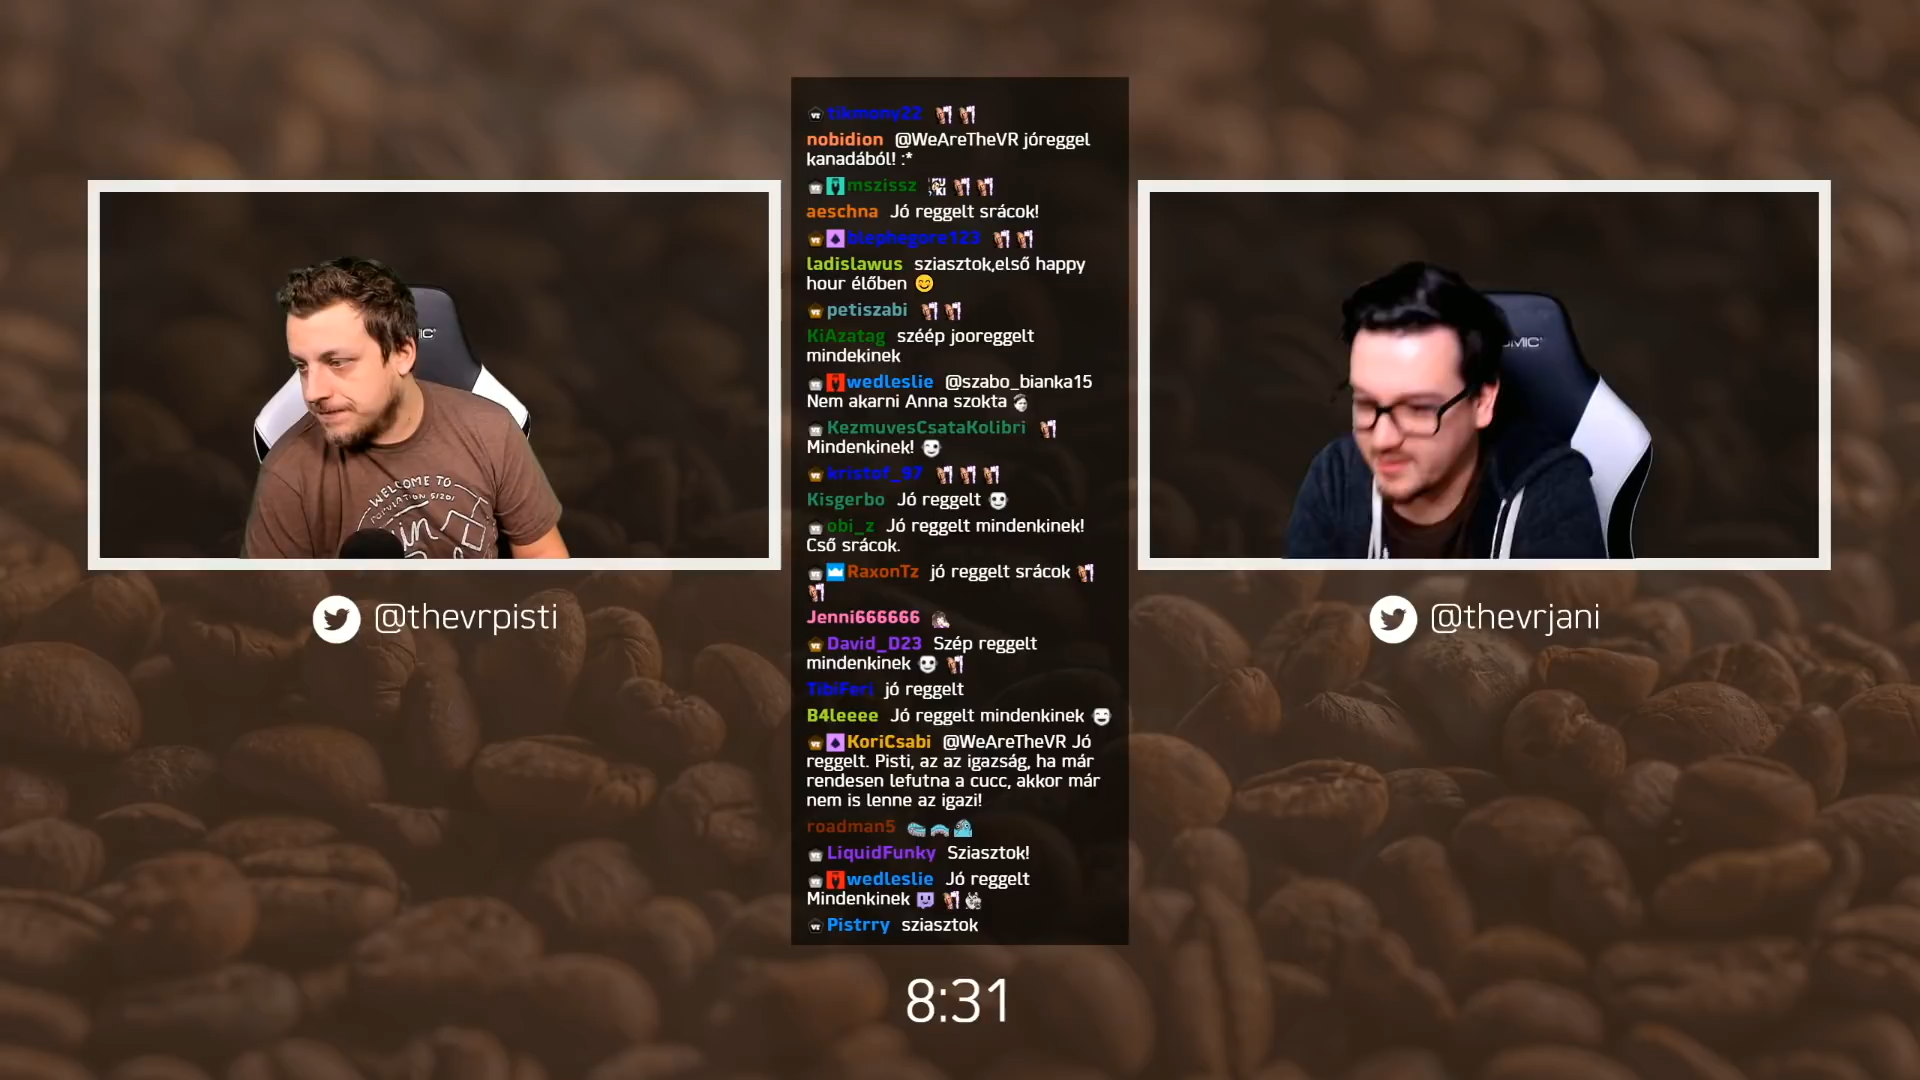 tikmony22
nobidion @WeAreTheVR jóreggel
kanadából! :*
mszissz
aeschna Jó reggelt srácok!
blephegore123
ladislawus sziasztok,első happy
hour élőben 😊
petiszabi
KiAzatag széép jooreggelt
mindekinek
wedleslie @szabo_bianka15
Nem akarni Anna szokta
KezmuvesCsataKolibri
Mindenkinek!
kristof_97
Kisgerbo Jó reggelt
obi_z Jó reggelt mindenkinek!
Cső srácok.
RaxonTz jó reggelt srácok
Jenni666666
David_D23 Szép reggelt
mindenkinek
TibiFeri jó reggelt
B4leeee Jó reggelt mindenkinek
KoriCsabi @WeAreTheVR Jó
reggelt. Pisti, az az igazság, ha már
rendesen lefutna a cucc, akkor már
nem is lenne az igazi!
roadman5
LiquidFunky Sziasztok!
wedleslie Jó reggelt
Mindenkinek
Pistrry sziasztok
WELCOME TO
@thevrpisti
@thevrjani
8:31